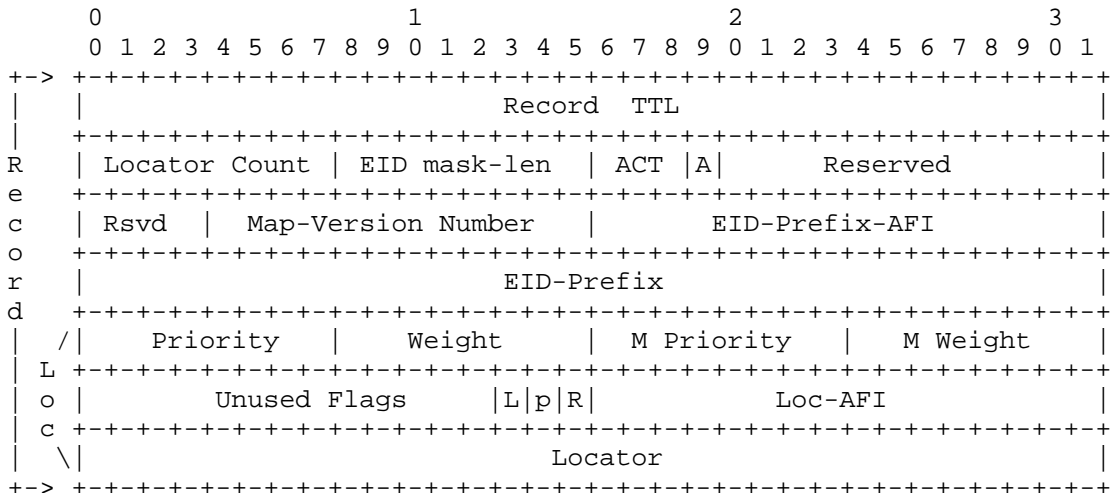 0                   1                   2                   3
        0 1 2 3 4 5 6 7 8 9 0 1 2 3 4 5 6 7 8 9 0 1 2 3 4 5 6 7 8 9 0 1
   +-> +-+-+-+-+-+-+-+-+-+-+-+-+-+-+-+-+-+-+-+-+-+-+-+-+-+-+-+-+-+-+-+-+
   |   |                          Record  TTL                          |
   |   +-+-+-+-+-+-+-+-+-+-+-+-+-+-+-+-+-+-+-+-+-+-+-+-+-+-+-+-+-+-+-+-+
   R   | Locator Count | EID mask-len  | ACT |A|       Reserved        |
   e   +-+-+-+-+-+-+-+-+-+-+-+-+-+-+-+-+-+-+-+-+-+-+-+-+-+-+-+-+-+-+-+-+
   c   | Rsvd  |  Map-Version Number   |       EID-Prefix-AFI          |
   o   +-+-+-+-+-+-+-+-+-+-+-+-+-+-+-+-+-+-+-+-+-+-+-+-+-+-+-+-+-+-+-+-+
   r   |                          EID-Prefix                           |
   d   +-+-+-+-+-+-+-+-+-+-+-+-+-+-+-+-+-+-+-+-+-+-+-+-+-+-+-+-+-+-+-+-+
   |  /|    Priority   |    Weight     |  M Priority   |   M Weight    |
   | L +-+-+-+-+-+-+-+-+-+-+-+-+-+-+-+-+-+-+-+-+-+-+-+-+-+-+-+-+-+-+-+-+
   | o |        Unused Flags     |L|p|R|           Loc-AFI             |
   | c +-+-+-+-+-+-+-+-+-+-+-+-+-+-+-+-+-+-+-+-+-+-+-+-+-+-+-+-+-+-+-+-+
   |  \|                             Locator                           |
   +-> +-+-+-+-+-+-+-+-+-+-+-+-+-+-+-+-+-+-+-+-+-+-+-+-+-+-+-+-+-+-+-+-+